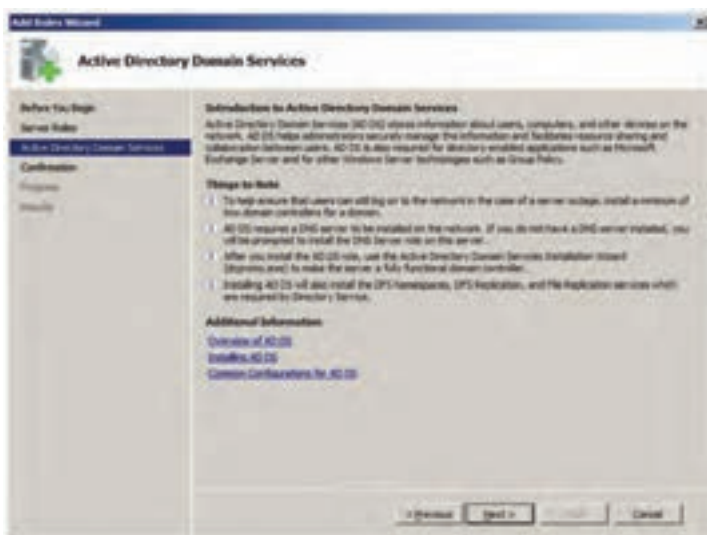 Add Roles Wizard
Active Directory Domain Services
Before You Begin
Server Roles
Active Directory Domain Services
Confirmation
Progress
Results
Introduction to Active Directory Domain Services
Active Directory Domain Services (AD DS) stores information about users, computers, and other devices on the
network. AD DS helps administrators securely manage this information and facilitates resource sharing and
collaboration between users. AD DS is also required for directory-enabled applications such as Microsoft
Exchange Server and for other Windows Server technologies such as Group Policy.
Things to Note
To help ensure that users can still log on to the network in the case of a server outage, install a minimum of
two domain controllers for a domain.
AD DS requires a DNS server to be installed on the network. If you do not have a DNS server installed, you
will be prompted to install the DNS Server role on this server.
After you install the AD DS role, use the Active Directory Domain Services Installation Wizard
(dcpromo.exe) to make the server a fully functional domain controller.
Installing AD DS will also install the DFS Namespaces, DFS Replication, and File Replication services which
are required by Directory Service.
Additional Information
Overview of AD DS
Installing AD DS
Common Configurations for AD DS
< Previous Next > Install Cancel